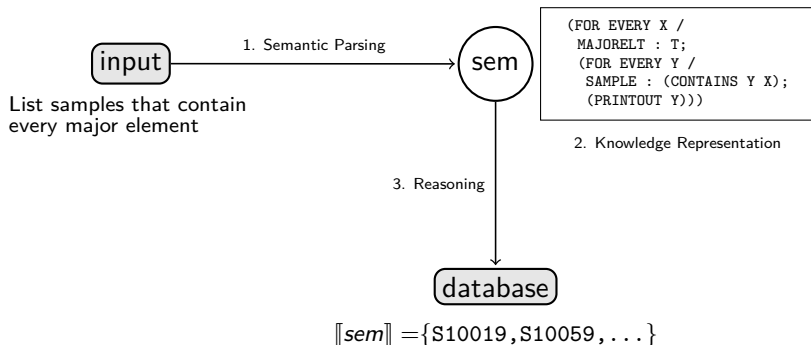 input
1. Semantic Parsing
sem
(FOR EVERY X /
MAJORELT : T;
(FOR EVERY Y /
SAMPLE : (CONTAINS Y X);
(PRINTOUT Y)))
List samples that contain
every major element
2. Knowledge Representation
3. Reasoning
database
⟦sem⟧ ={S10019,S10059,...}